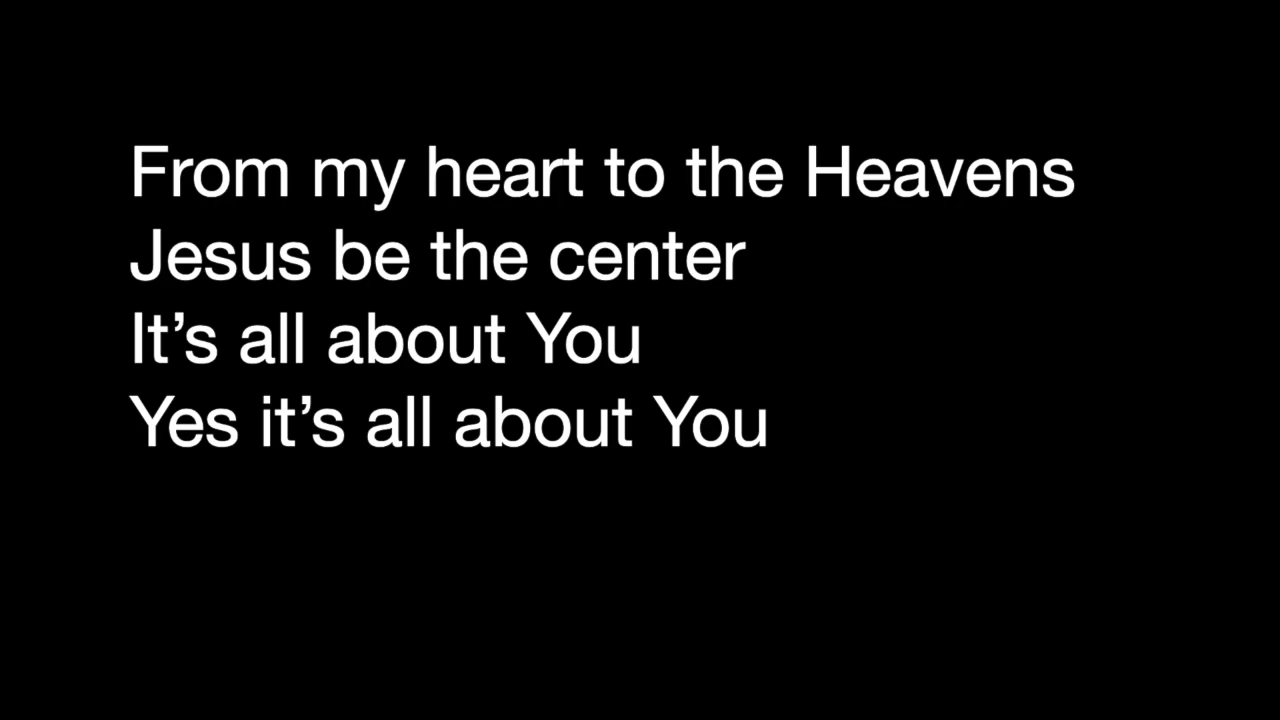 From my heart to the Heavens
Jesus be the center
It’s all about You
Yes it’s all about You